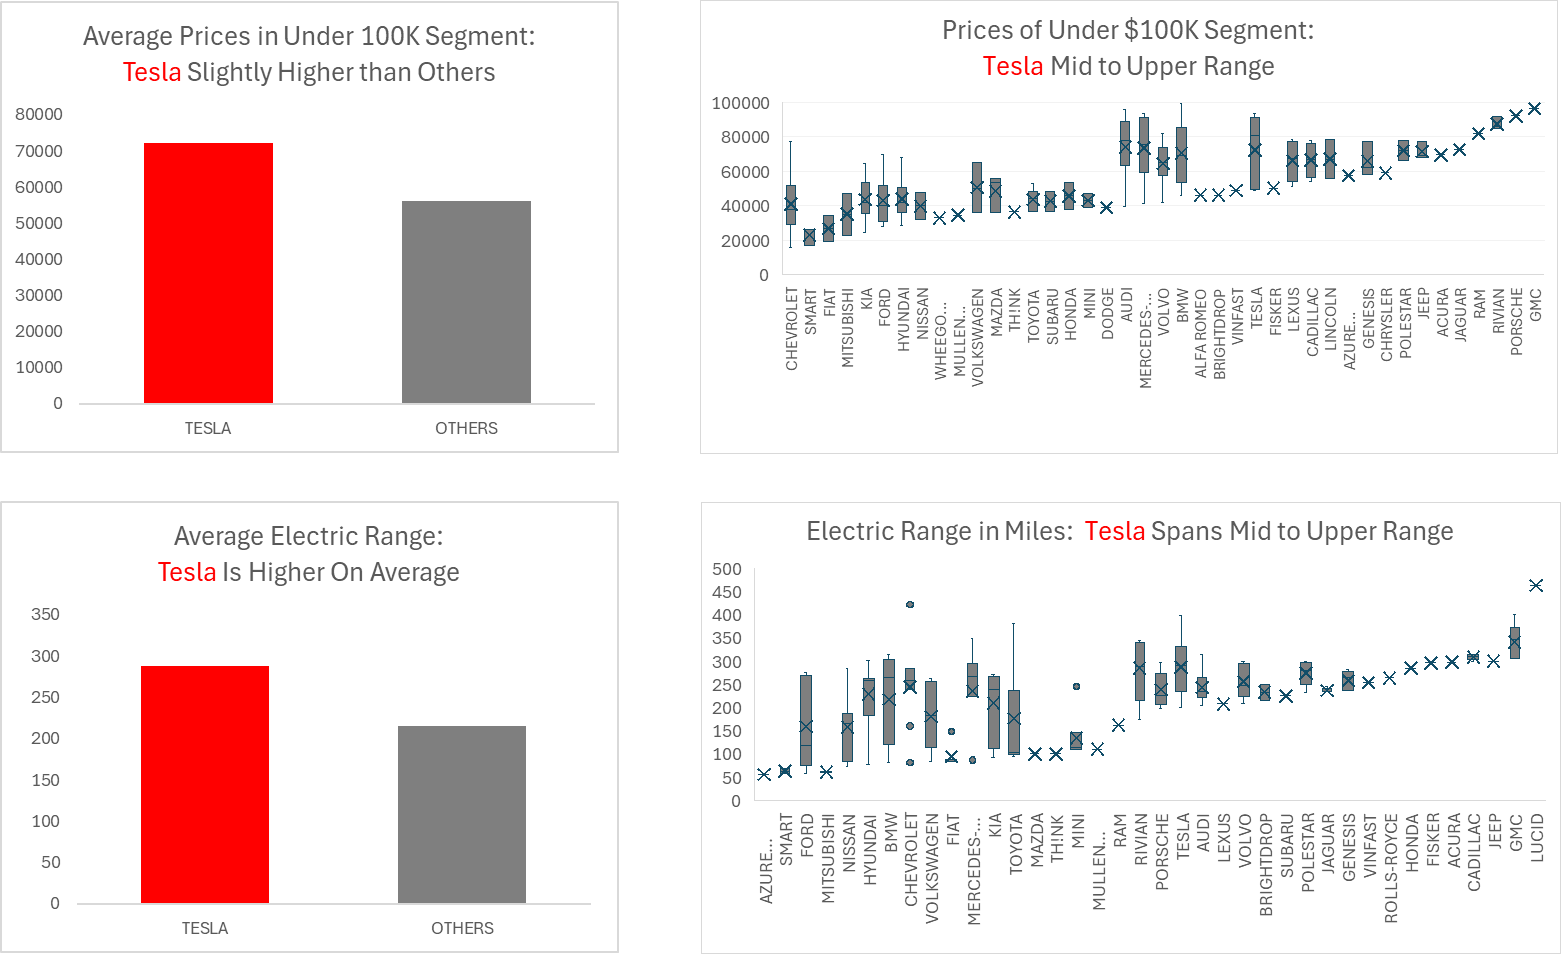 Average Prices in Under 100K Segment:
Tesla Slightly Higher than Others
80000
70000
60000
50000
40000
30000
20000
10000
0
TESLA
OTHERS
Prices of Under $100K Segment:
Tesla Mid to Upper Range
100000
80000
60000
40000
20000
0
CHEVROLET
SMART
FIAT
MITSUBISHI
KIA
FORD
HYUNDAI
NISSAN
WHEEGO...
MULLEN...
VOLKSWAGEN
MAZDA
TH!NK
TOYOTA
SUBARU
HONDA
MINI
DODGE
AUDI
MERCEDES-...
VOLVO
BMW
ALFA ROMEO
BRIGHTDROP
VINFAST
TESLA
FISKER
LEXUS
CADILLAC
LINCOLN
AZURE...
GENESIS
CHRYSLER
POLESTAR
JEEP
ACURA
JAGUAR
RAM
RIVIAN
PORSCHE
GMC
Average Electric Range:
Tesla Is Higher On Average
350
300
250
200
150
100
50
0
TESLA
OTHERS
Electric Range in Miles: Tesla Spans Mid to Upper Range
500
450
400
350
300
250
200
150
100
50
0
AZURE...
SMART
FORD
MITSUBISHI
NISSAN
HYUNDAI
BMW
CHEVROLET
VOLKSWAGEN
FIAT
MERCEDES-...
KIA
TOYOTA
MAZDA
TH!NK
MINI
MULLEN...
RAM
RIVIAN
PORSCHE
TESLA
AUDI
LEXUS
VOLVO
BRIGHTDROP
SUBARU
POLESTAR
JAGUAR
GENESIS
VINFAST
ROLLS-ROYCE
HONDA
FISKER
ACURA
CADILLAC
JEEP
GMC
LUCID